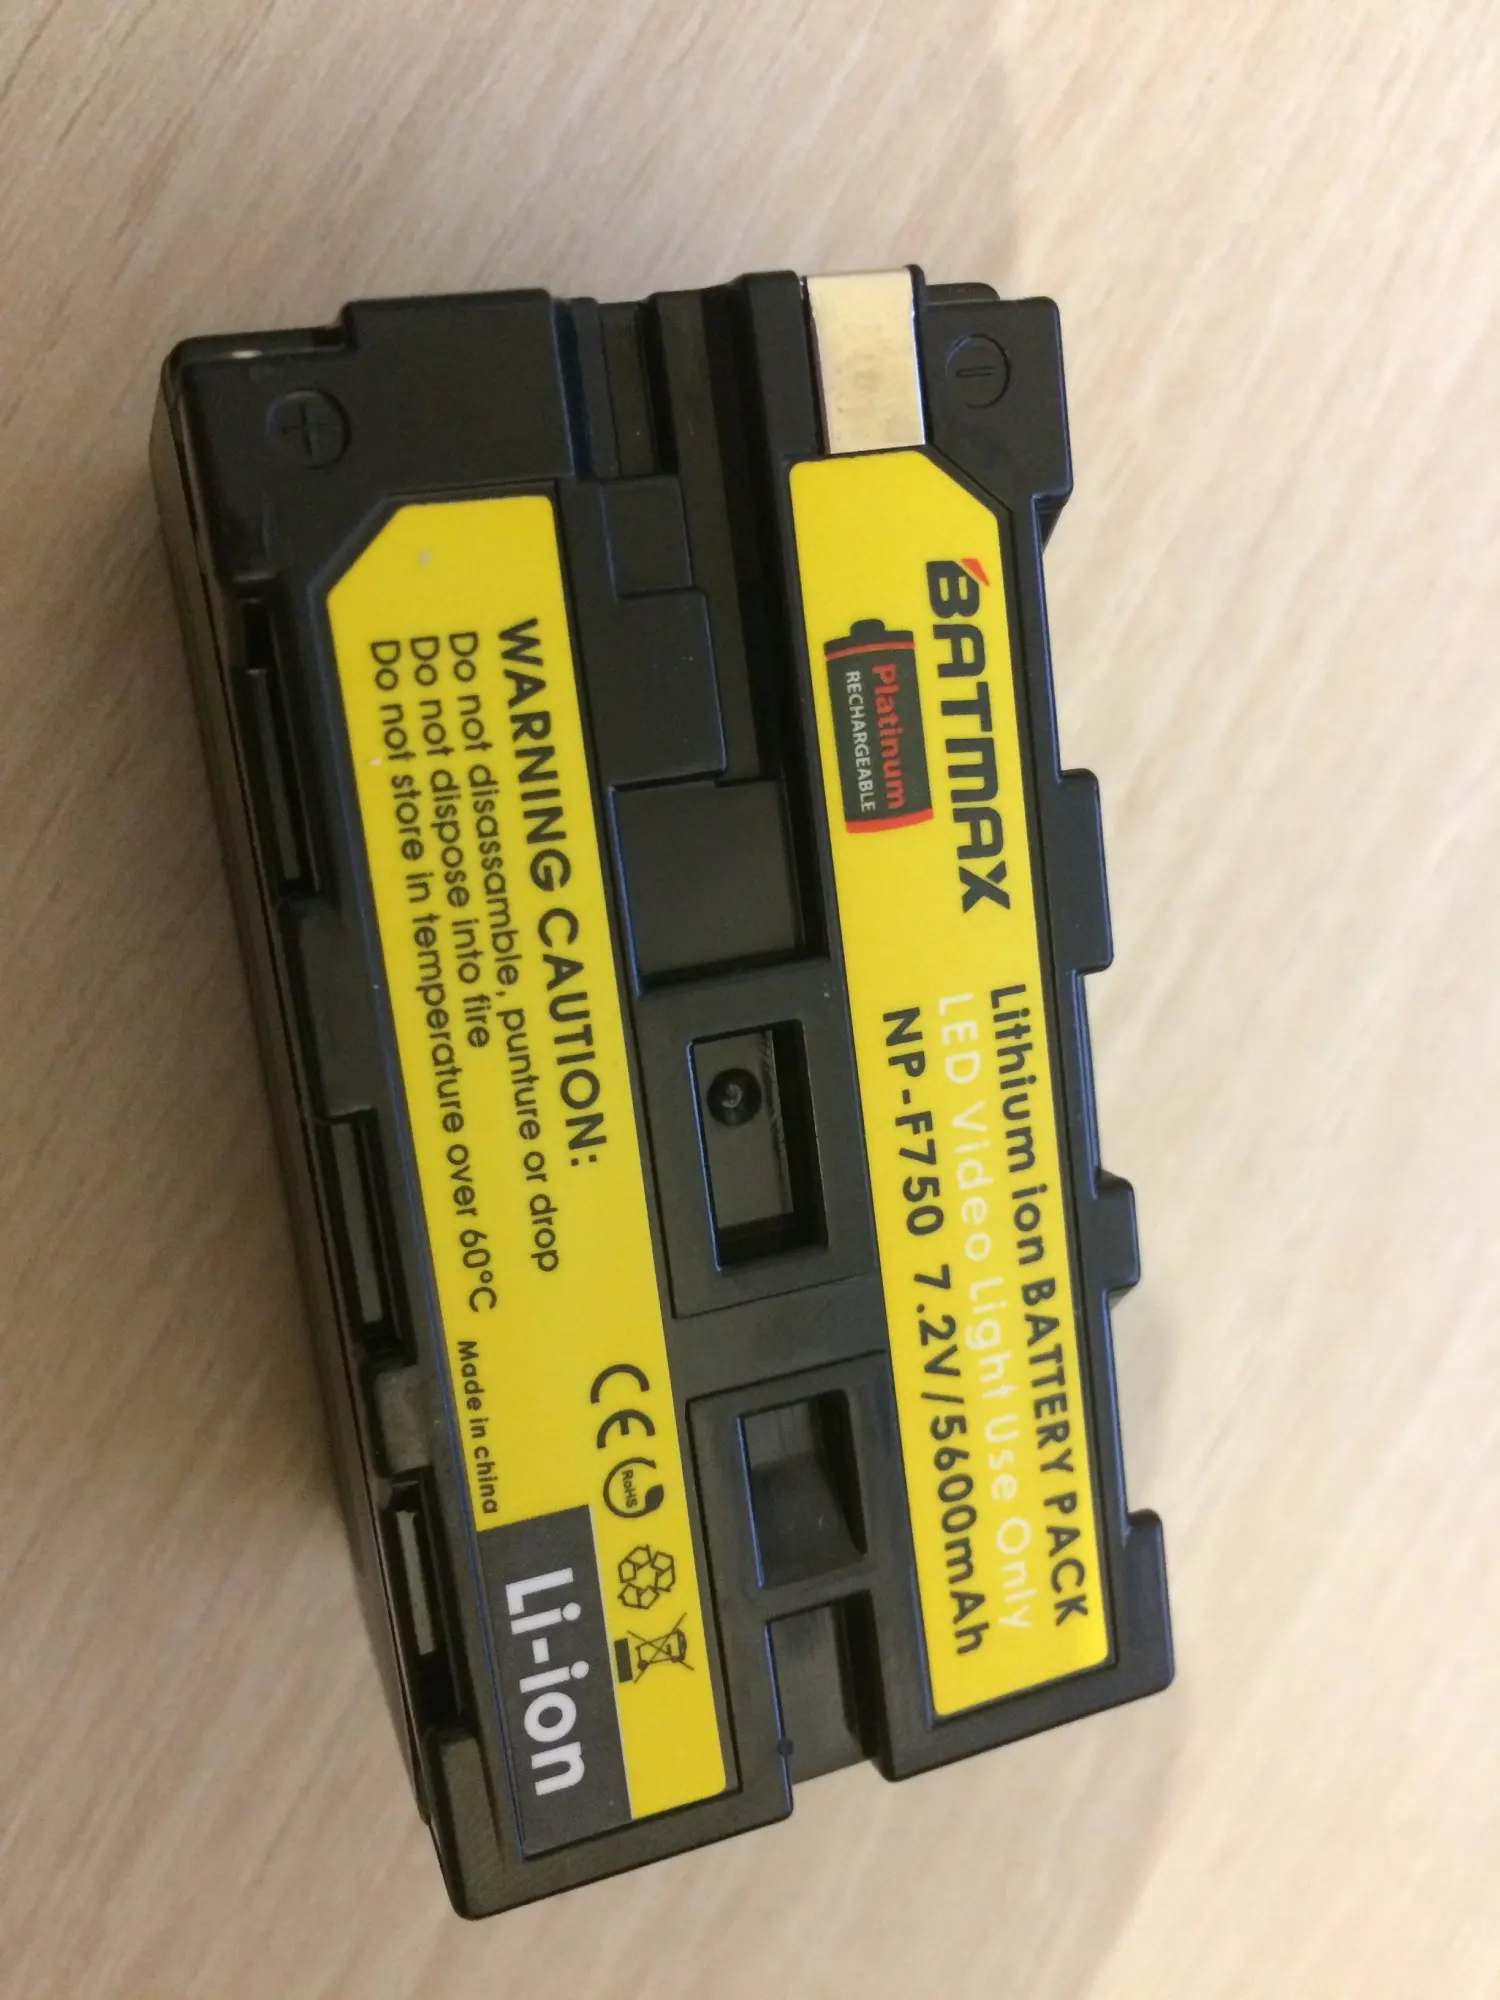 BATMAX
Platinum
RECHARGEABLE
Lithium ion BATTERY PACK
LED Video Light Use Only
NP-F750 7.2V/5600mAh
WARNING CAUTION:
Do not disassamble, punture or drop
Do not dispose into fire
Do not store in temperature over 60°C
Made in china
CE
RoHS
Li-ion